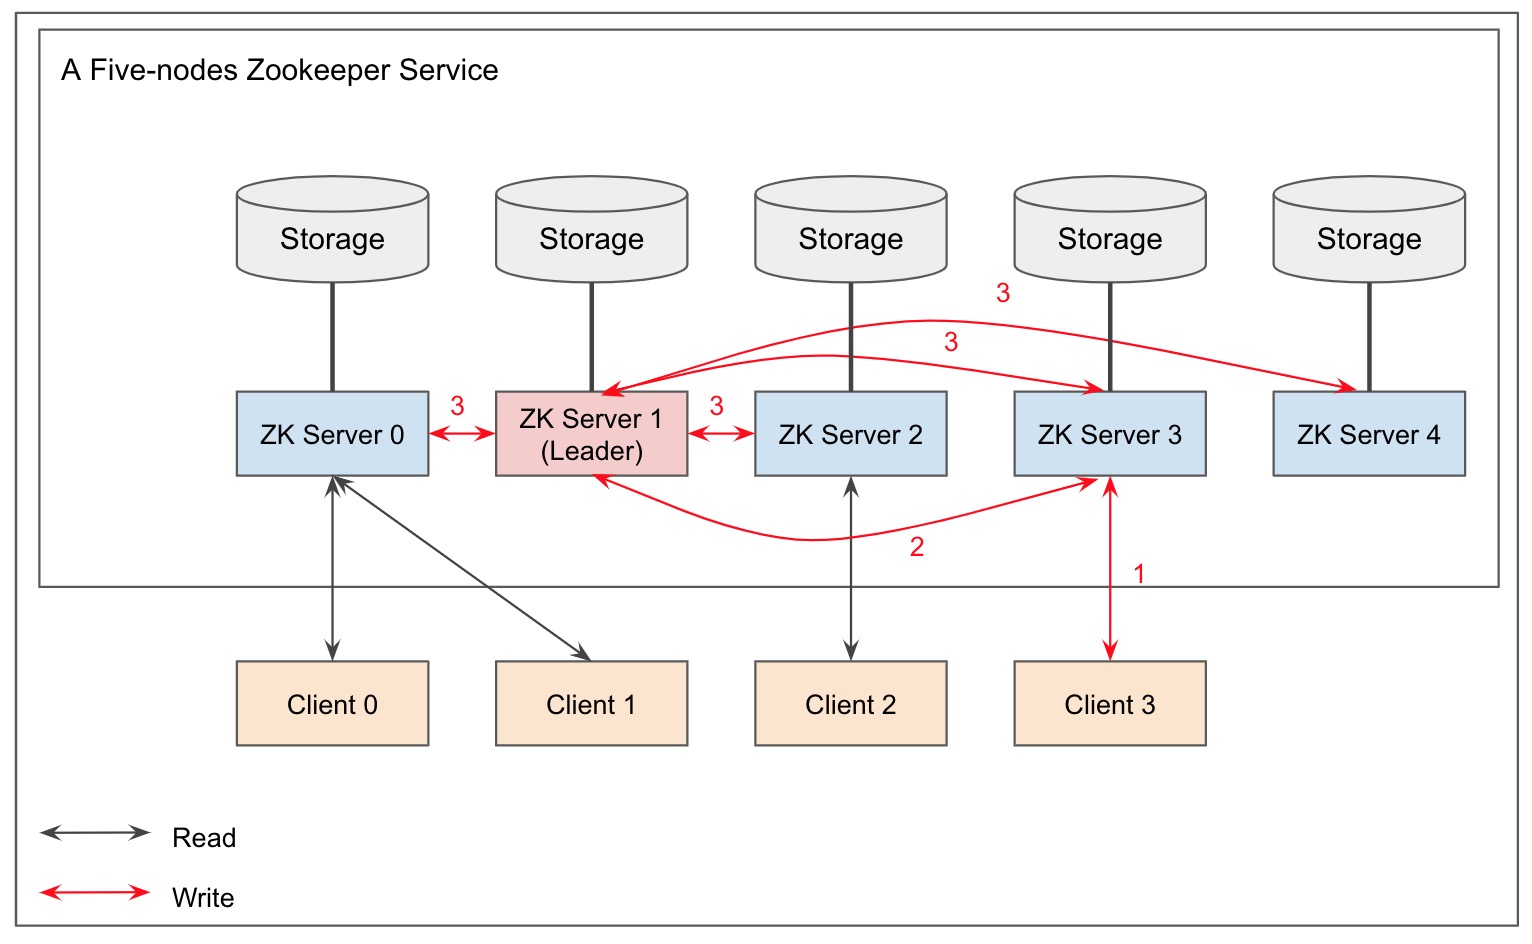 A Five-nodes Zookeeper Service
Storage
Storage
Storage
Storage
Storage
3
3
3
3
ZK Server 0
ZK Server 1
(Leader)
ZK Server 2
ZK Server 3
ZK Server 4
2
1
Client 0
Client 1
Client 2
Client 3
Read
Write